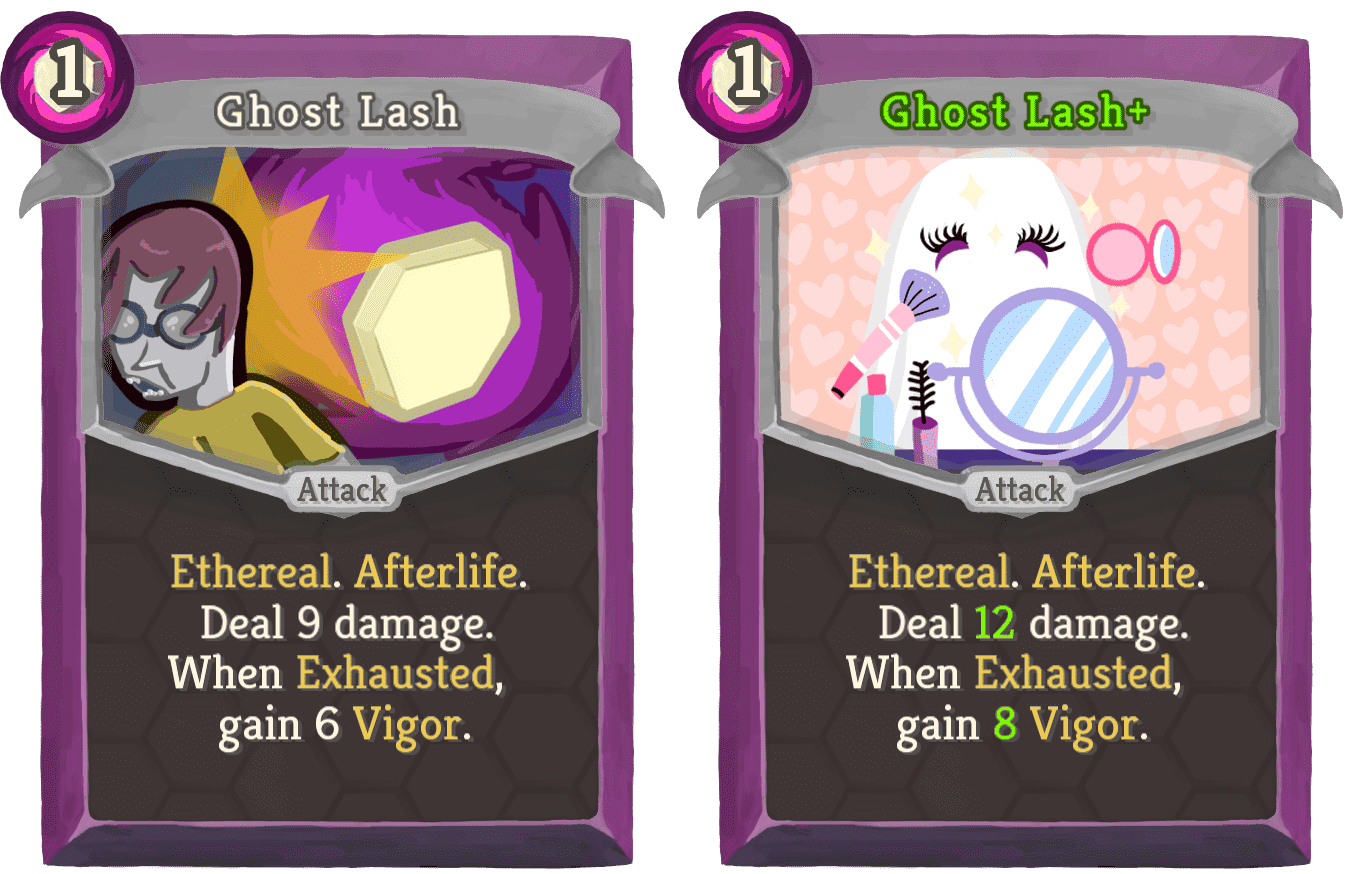 1
Ghost Lash
Attack
Ethereal. Afterlife.
Deal 9 damage.
When Exhausted,
gain 6 Vigor.
1
Ghost Lash+
Attack
Ethereal. Afterlife.
Deal 12 damage.
When Exhausted,
gain 8 Vigor.